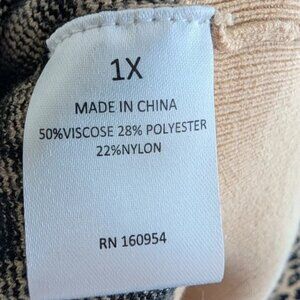 1X
MADE IN CHINA
50%VISCOSE 28% POLYESTER
22%NYLON
RN 160954